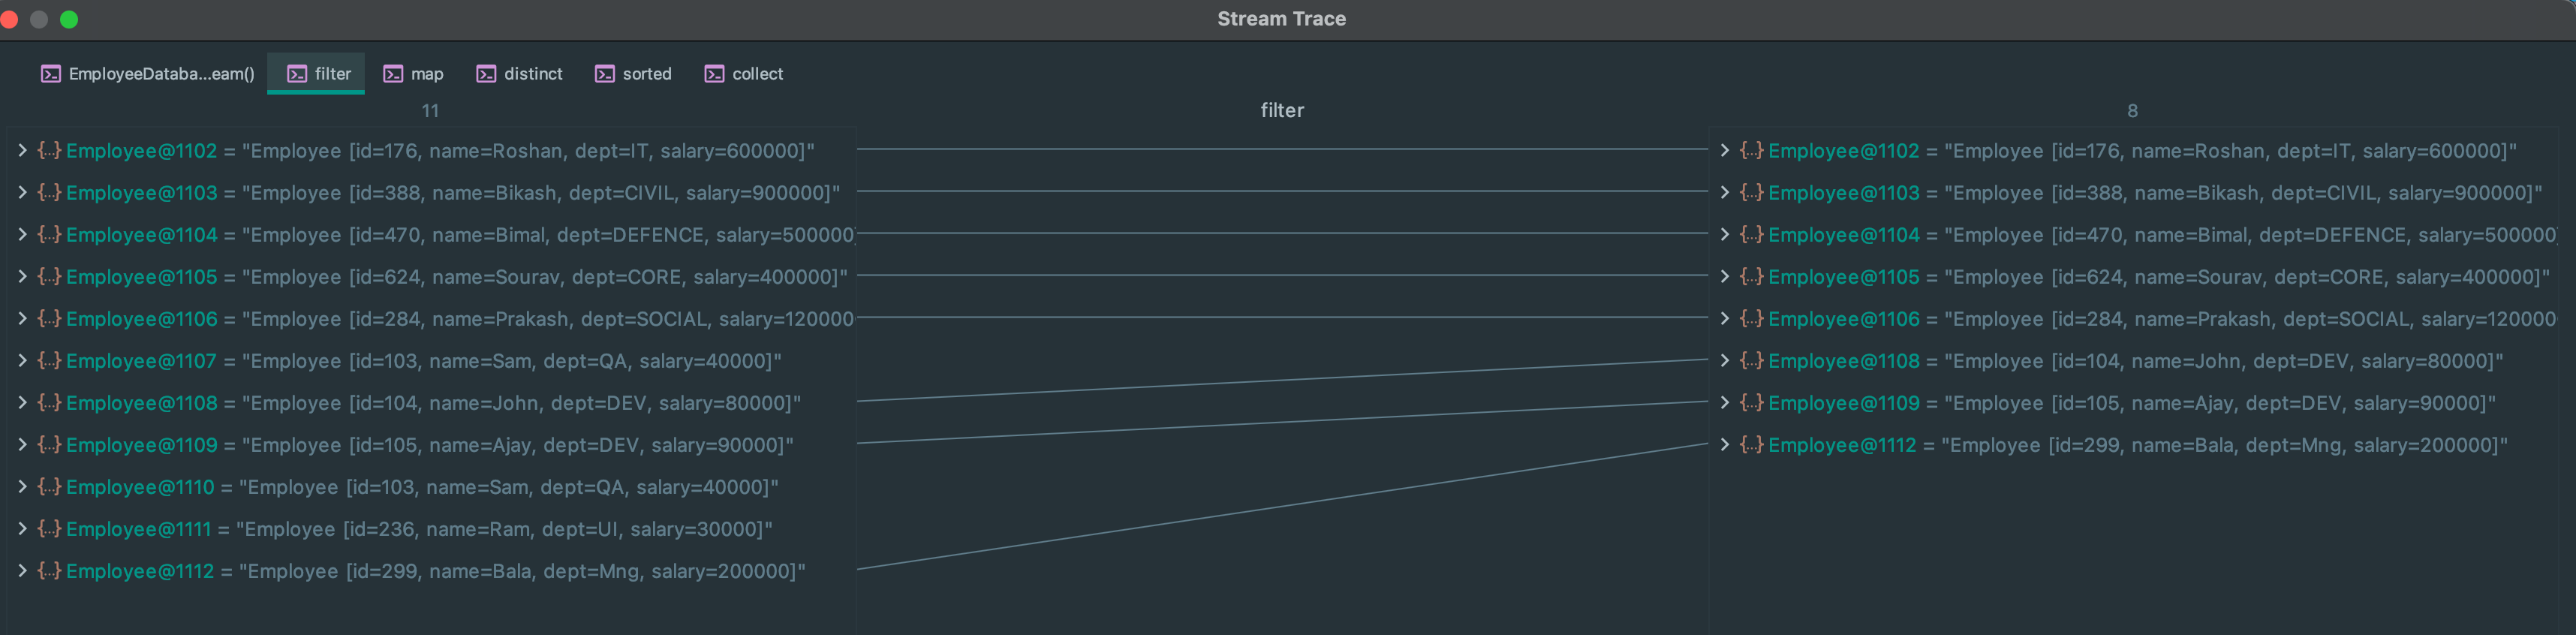 Stream Trace
EmployeeDataba...eam() filter map distinct sorted collect
11 filter 8
{...} Employee@1102 = "Employee [id=176, name=Roshan, dept=IT, salary=600000]" {...} Employee@1102 = "Employee [id=176, name=Roshan, dept=IT, salary=600000]"
{...} Employee@1103 = "Employee [id=388, name=Bikash, dept=CIVIL, salary=900000]" {...} Employee@1103 = "Employee [id=388, name=Bikash, dept=CIVIL, salary=900000]"
{...} Employee@1104 = "Employee [id=470, name=Bimal, dept=DEFENCE, salary=500000] {...} Employee@1104 = "Employee [id=470, name=Bimal, dept=DEFENCE, salary=500000]
{...} Employee@1105 = "Employee [id=624, name=Sourav, dept=CORE, salary=400000]" {...} Employee@1105 = "Employee [id=624, name=Sourav, dept=CORE, salary=400000]"
{...} Employee@1106 = "Employee [id=284, name=Prakash, dept=SOCIAL, salary=120000 {...} Employee@1106 = "Employee [id=284, name=Prakash, dept=SOCIAL, salary=120000
{...} Employee@1107 = "Employee [id=103, name=Sam, dept=QA, salary=40000]" {...} Employee@1108 = "Employee [id=104, name=John, dept=DEV, salary=80000]"
{...} Employee@1108 = "Employee [id=104, name=John, dept=DEV, salary=80000]" {...} Employee@1109 = "Employee [id=105, name=Ajay, dept=DEV, salary=90000]"
{...} Employee@1109 = "Employee [id=105, name=Ajay, dept=DEV, salary=90000]" {...} Employee@1112 = "Employee [id=299, name=Bala, dept=Mng, salary=200000]"
{...} Employee@1110 = "Employee [id=103, name=Sam, dept=QA, salary=40000]"
{...} Employee@1111 = "Employee [id=236, name=Ram, dept=UI, salary=30000]"
{...} Employee@1112 = "Employee [id=299, name=Bala, dept=Mng, salary=200000]"